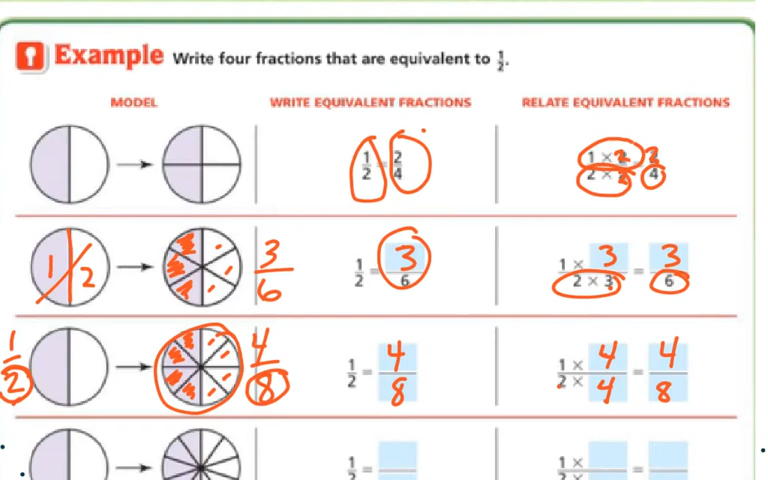 Example Write four fractions that are equivalent to 1/2.
MODEL WRITE EQUIVALENT FRACTIONS RELATE EQUIVALENT FRACTIONS
1/2 = 2/4 1 × 2 / 2 × 2 = 2/4
1/2 3/6 1/2 = 3/6 1 × 3 / 2 × 3 = 3/6
1/2 4/8 1/2 = 4/8 1 × 4 / 2 × 4 = 4/8
1/2 = 1 × / 2 × =